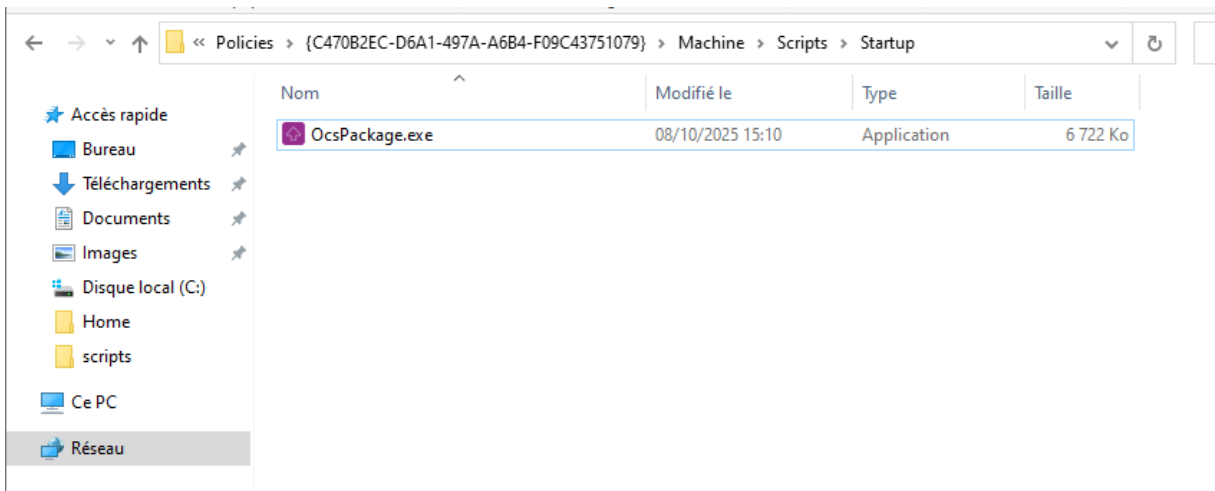 « Policies > {C470B2EC-D6A1-497A-A6B4-F09C43751079} > Machine > Scripts > Startup
Nom Modifié le Type Taille
OcsPackage.exe 08/10/2025 15:10 Application 6 722 Ko
Accès rapide
Bureau
Téléchargements
Documents
Images
Disque local (C:)
Home
scripts
Ce PC
Réseau